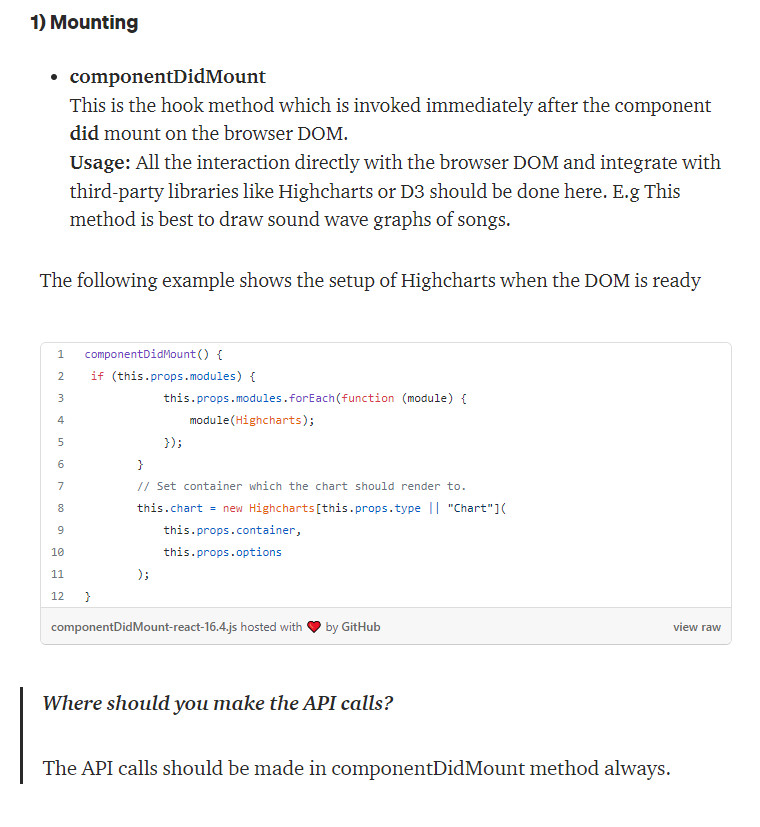 1) Mounting
• componentDidMount
This is the hook method which is invoked immediately after the component
did mount on the browser DOM.
Usage: All the interaction directly with the browser DOM and integrate with
third-party libraries like Highcharts or D3 should be done here. E.g This
method is best to draw sound wave graphs of songs.
The following example shows the setup of Highcharts when the DOM is ready
1 componentDidMount() {
2 if (this.props.modules) {
3 this.props.modules.forEach(function (module) {
4 module(Highcharts);
5 });
6 }
7 // Set container which the chart should render to.
8 this.chart = new Highcharts[this.props.type || "Chart"](
9 this.props.container,
10 this.props.options
11 );
12 }
componentDidMount-react-16.4.js hosted with ❤ by GitHub view raw
Where should you make the API calls?
The API calls should be made in componentDidMount method always.